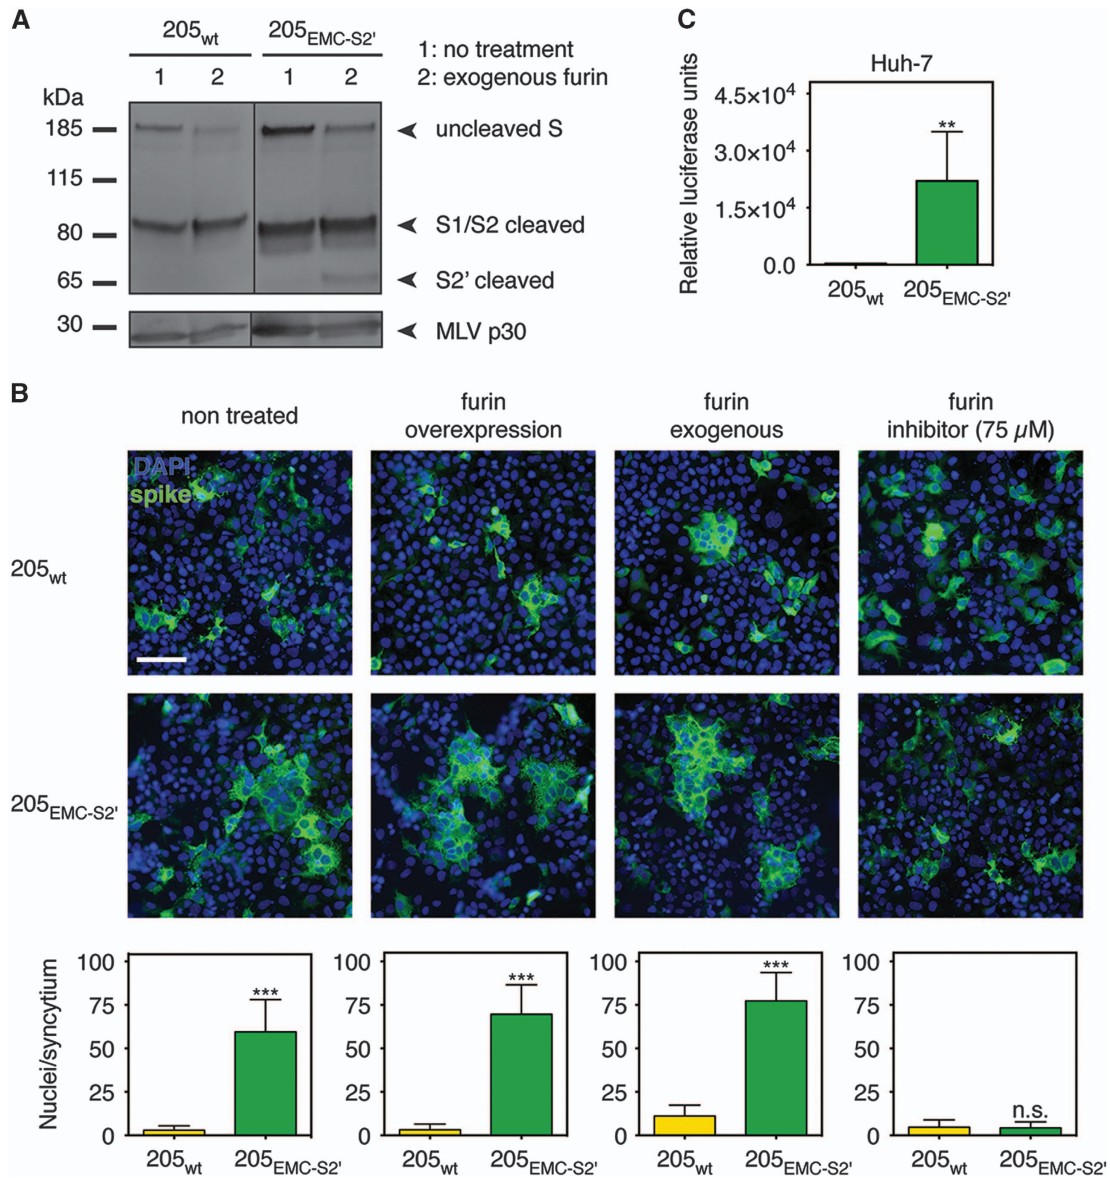 A
205wt
205EMC-S2'
1: no treatment
2: exogenous furin
1 2 1 2
kDa
185
uncleaved S
115
80
S1/S2 cleaved
65
S2' cleaved
30
MLV p30
C
Huh-7
Relative luciferase units
4.5×10⁴
3.0×10⁴
1.5×10⁴
0.0
**
205wt
205EMC-S2'
B
non treated
furin
overexpression
furin
exogenous
furin
inhibitor (75 µM)
DAPI
spike
205wt
205EMC-S2'
Nuclei/syncytium
100
75
50
25
0
***
205wt
205EMC-S2'
100
75
50
25
0
***
205wt
205EMC-S2'
100
75
50
25
0
***
205wt
205EMC-S2'
100
75
50
25
0
n.s.
205wt
205EMC-S2'